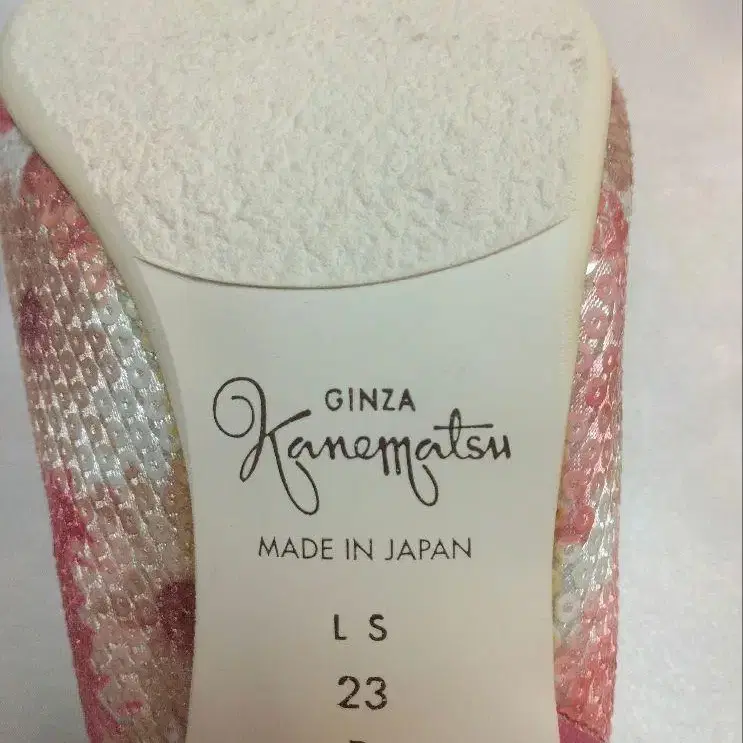 GINZA
Kanematsu
MADE IN JAPAN
L S
23